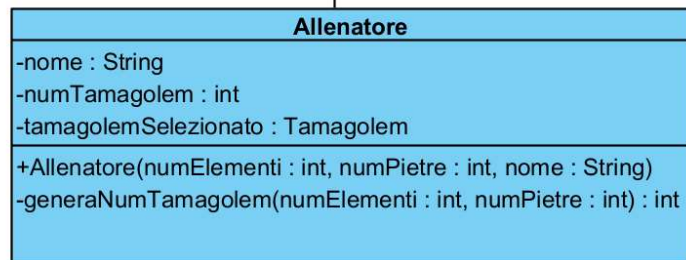 Allenatore
-nome : String
-numTamagolem : int
-tamagolemSelezionato : Tamagolem
+Allenatore(numElementi : int, numPietre : int, nome : String)
-generaNumTamagolem(numElementi : int, numPietre : int) : int